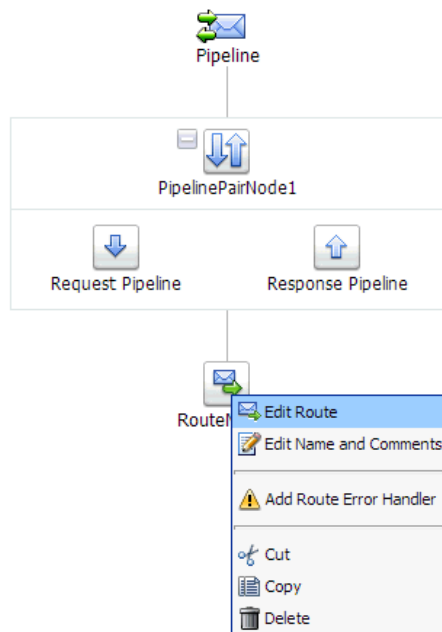 Pipeline
PipelinePairNode1
Request Pipeline
Response Pipeline
Edit Route
Edit Name and Comments
Add Route Error Handler
Cut
Copy
Delete